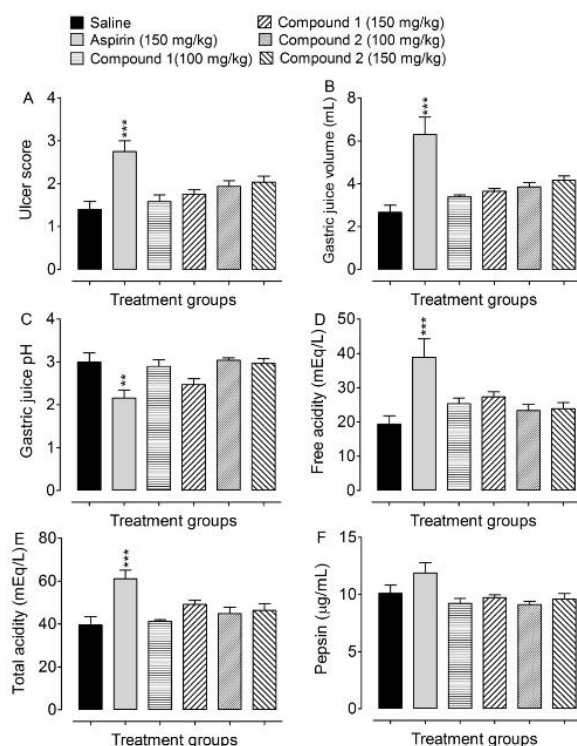 Saline
Aspirin (150 mg/kg)
Compound 1(100 mg/kg)
Compound 1 (150 mg/kg)
Compound 2 (100 mg/kg)
Compound 2 (150 mg/kg)
A
Ulcer score
4
3
2
1
0
***
Treatment groups
B
Gastric juice volume (mL)
8
6
4
2
0
***
Treatment groups
C
Gastric juice pH
4
3
2
1
0
**
Treatment groups
D
Free acidity (mEq/L)
50
40
30
20
10
0
***
Treatment groups
E
Total acidity (mEq/L)
80
60
40
20
0
***
Treatment groups
F
Pepsin (µg/mL)
15
10
5
0
Treatment groups